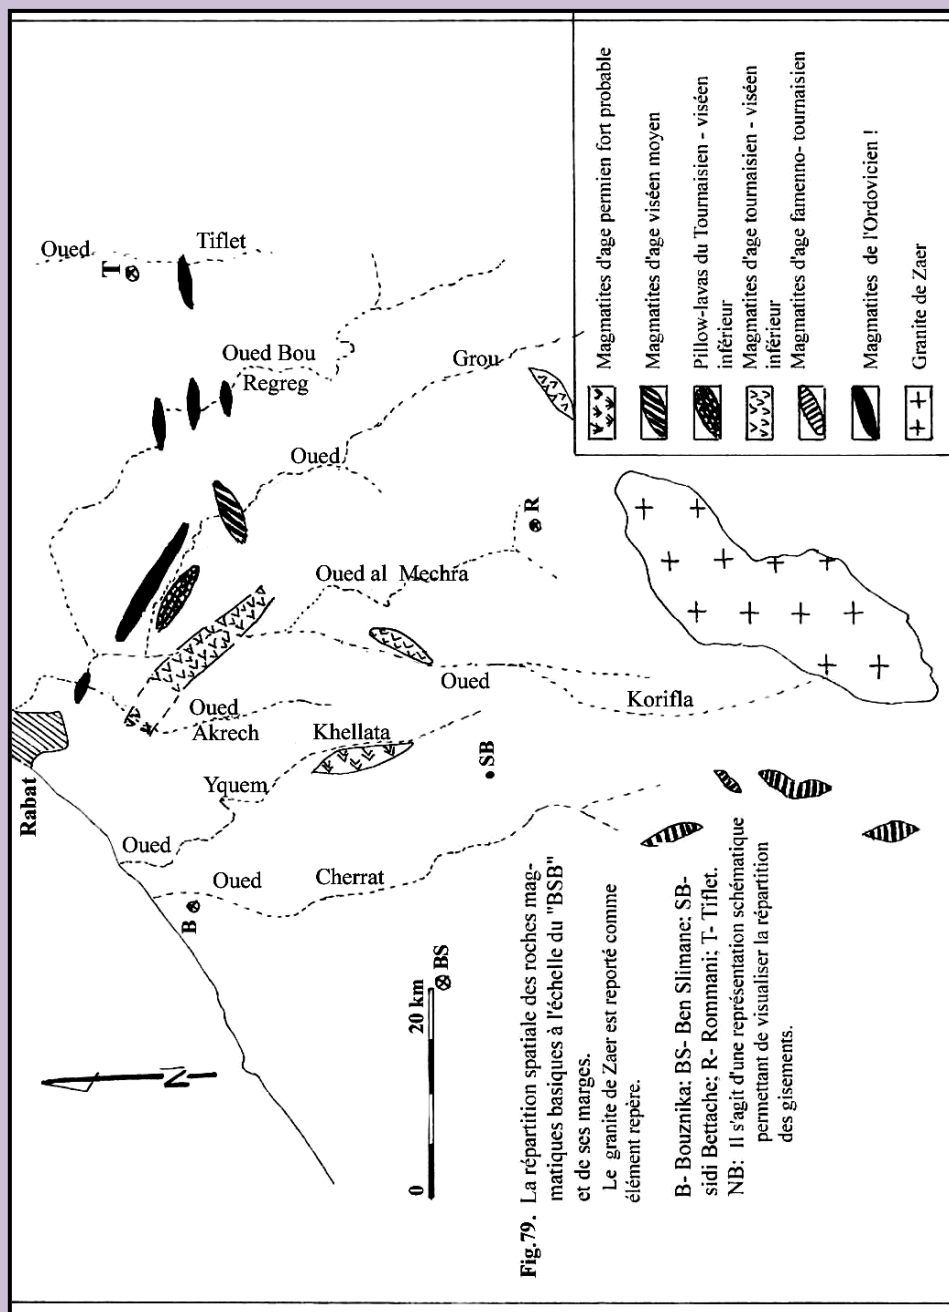 Oued
Tiflet
T
Oued Bou
Regreg
Grou
Oued
R
Oued al Mechra
Oued
Korifla
Oued
Akrech
Khellata
SB
Rabat
Yquem
Oued
Oued
Cherrat
B
N
0
20 km
BS
Magmatites d'age permien fort probable
Magmatites d'age viséen moyen
Pillow-lavas du Tournaisien - viséen
inférieur
Magmatites d'age tournaisien - viséen
inférieur
Magmatites d'age famenno- tournaisien
Magmatites de l'Ordovicien !
Granite de Zaer
Fig.79. La répartition spatiale des roches mag-
matiques basiques à l'échelle du "BSB"
et de ses marges.
Le granite de Zaer est reporté comme
élément repère.
B- Bouznika; BS- Ben Slimane; SB-
sidi Bettache; R- Rommani; T- Tiflet.
NB: Il s'agit d'une représentation schématique
permettant de visualiser la répartition
des gisements.